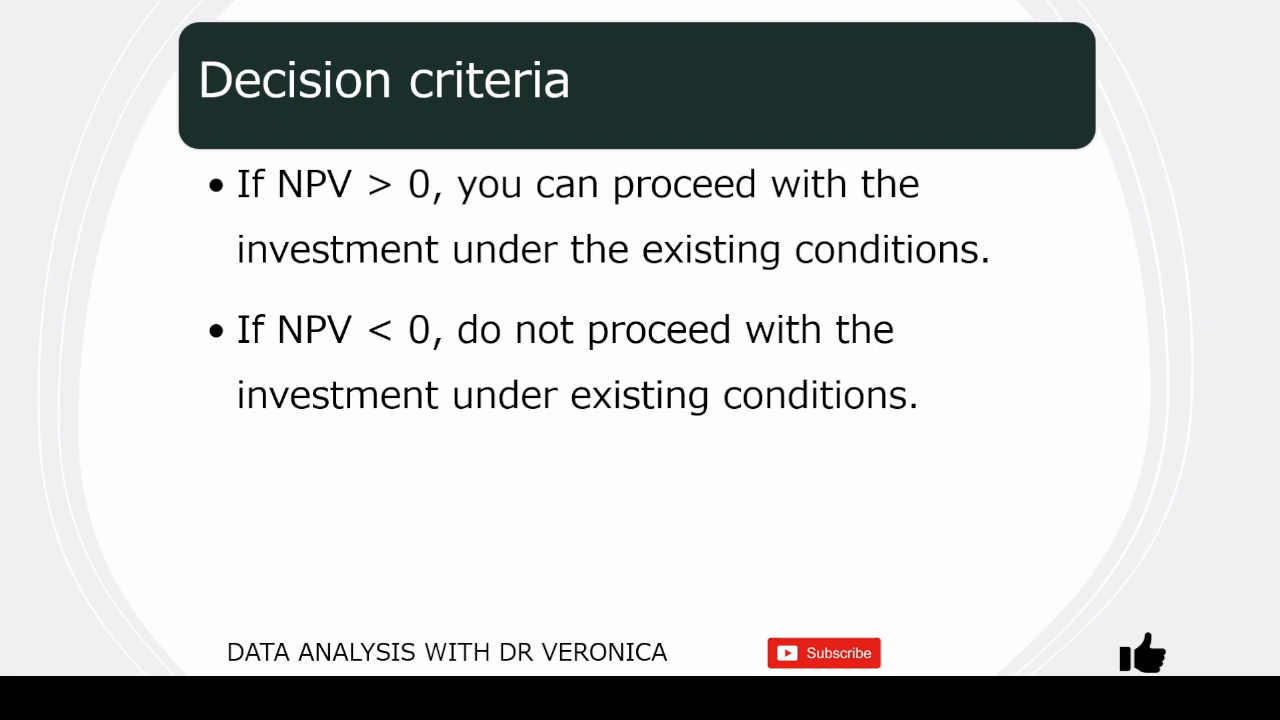 Decision criteria
• If NPV > 0, you can proceed with the
investment under the existing conditions.
• If NPV < 0, do not proceed with the
investment under existing conditions.
DATA ANALYSIS WITH DR VERONICA
Subscribe